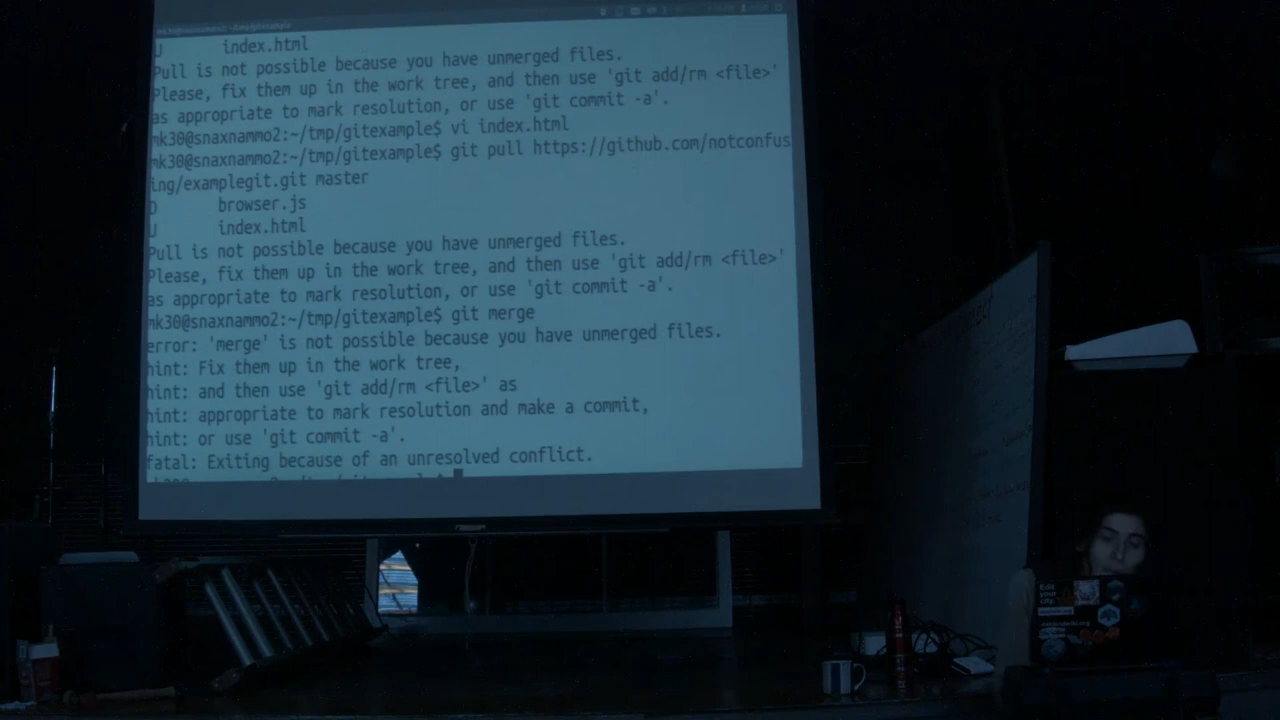 U       index.html
Pull is not possible because you have unmerged files.
Please, fix them up in the work tree, and then use 'git add/rm <file>'
as appropriate to mark resolution, or use 'git commit -a'.
mk30@snaxnammo2:~/tmp/gitexample$ vi index.html
mk30@snaxnammo2:~/tmp/gitexample$ git pull https://github.com/notconfus
ing/examplegit.git master
D       browser.js
U       index.html
Pull is not possible because you have unmerged files.
Please, fix them up in the work tree, and then use 'git add/rm <file>'
as appropriate to mark resolution, or use 'git commit -a'.
mk30@snaxnammo2:~/tmp/gitexample$ git merge
error: 'merge' is not possible because you have unmerged files.
hint: Fix them up in the work tree,
hint: and then use 'git add/rm <file>' as
hint: appropriate to mark resolution and make a commit,
hint: or use 'git commit -a'.
fatal: Exiting because of an unresolved conflict.
Edit
your
city.